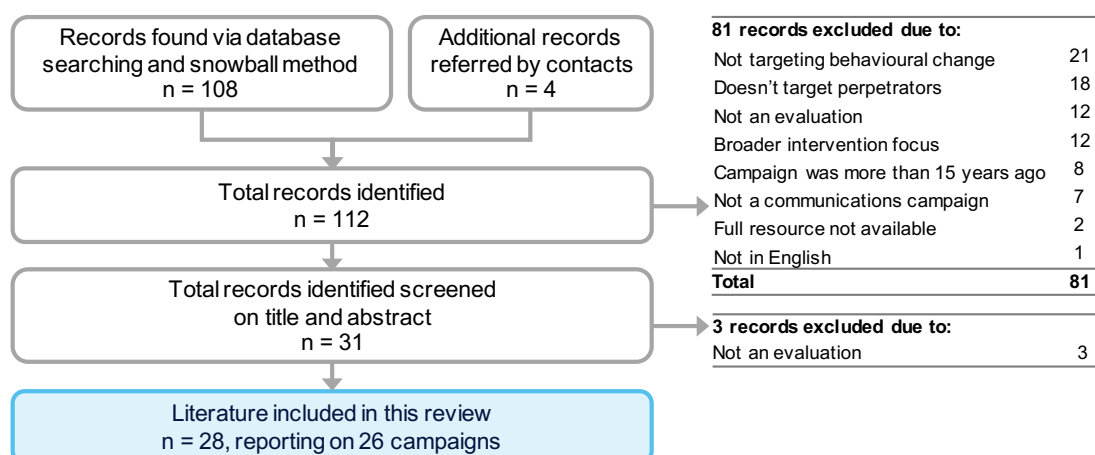 Records found via database
searching and snowball method
n = 108
Additional records
referred by contacts
n = 4
Total records identified
n = 112
Total records identified screened
on title and abstract
n = 31
Literature included in this review
n = 28, reporting on 26 campaigns
81 records excluded due to:
Not targeting behavioural change 21
Doesn't target perpetrators 18
Not an evaluation 12
Broader intervention focus 12
Campaign was more than 15 years ago 8
Not a communications campaign 7
Full resource not available 2
Not in English 1
Total 81
3 records excluded due to:
Not an evaluation 3